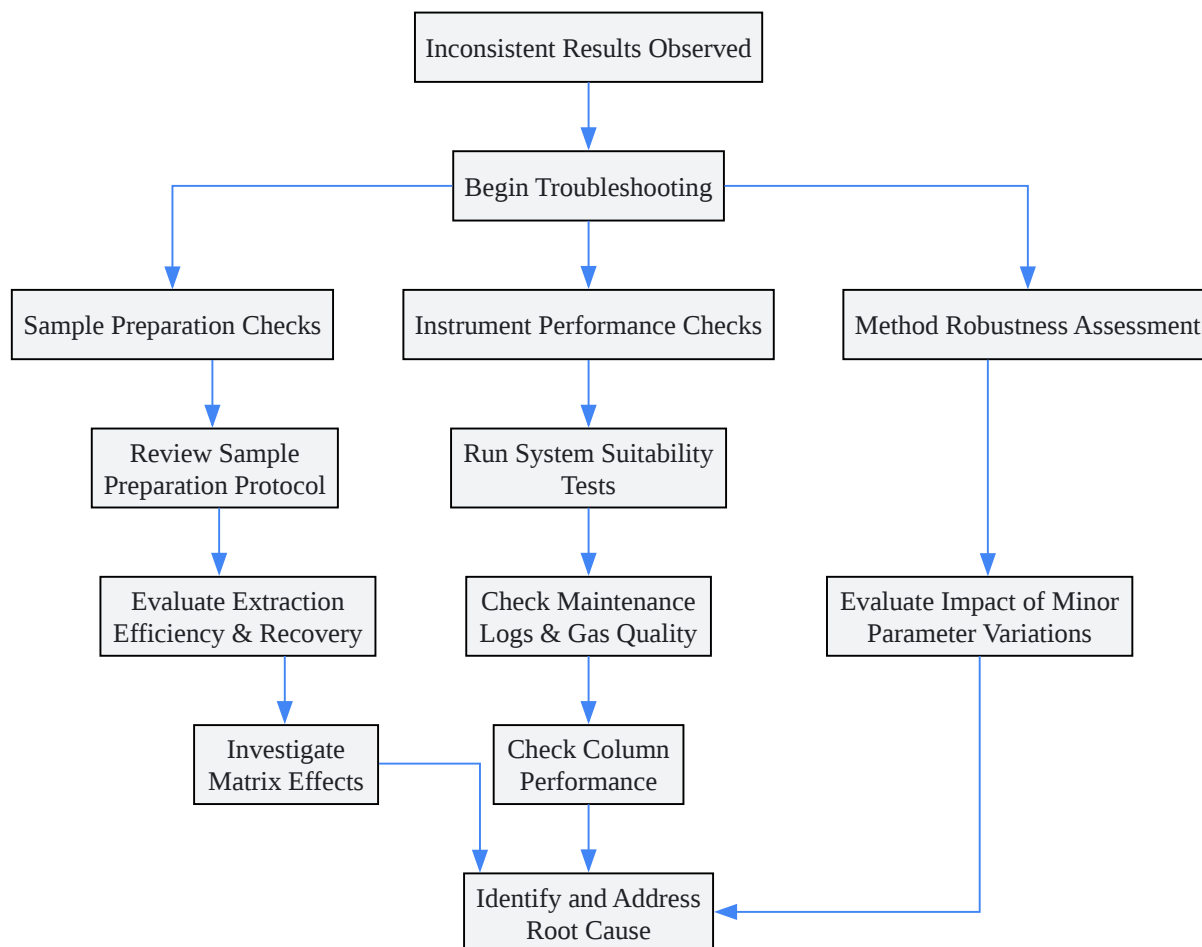 Inconsistent Results Observed
Begin Troubleshooting
Sample Preparation Checks
Instrument Performance Checks
Method Robustness Assessment
Review Sample
Preparation Protocol
Run System Suitability
Tests
Evaluate Extraction
Efficiency & Recovery
Check Maintenance
Logs & Gas Quality
Evaluate Impact of Minor
Parameter Variations
Investigate
Matrix Effects
Check Column
Performance
Identify and Address
Root Cause